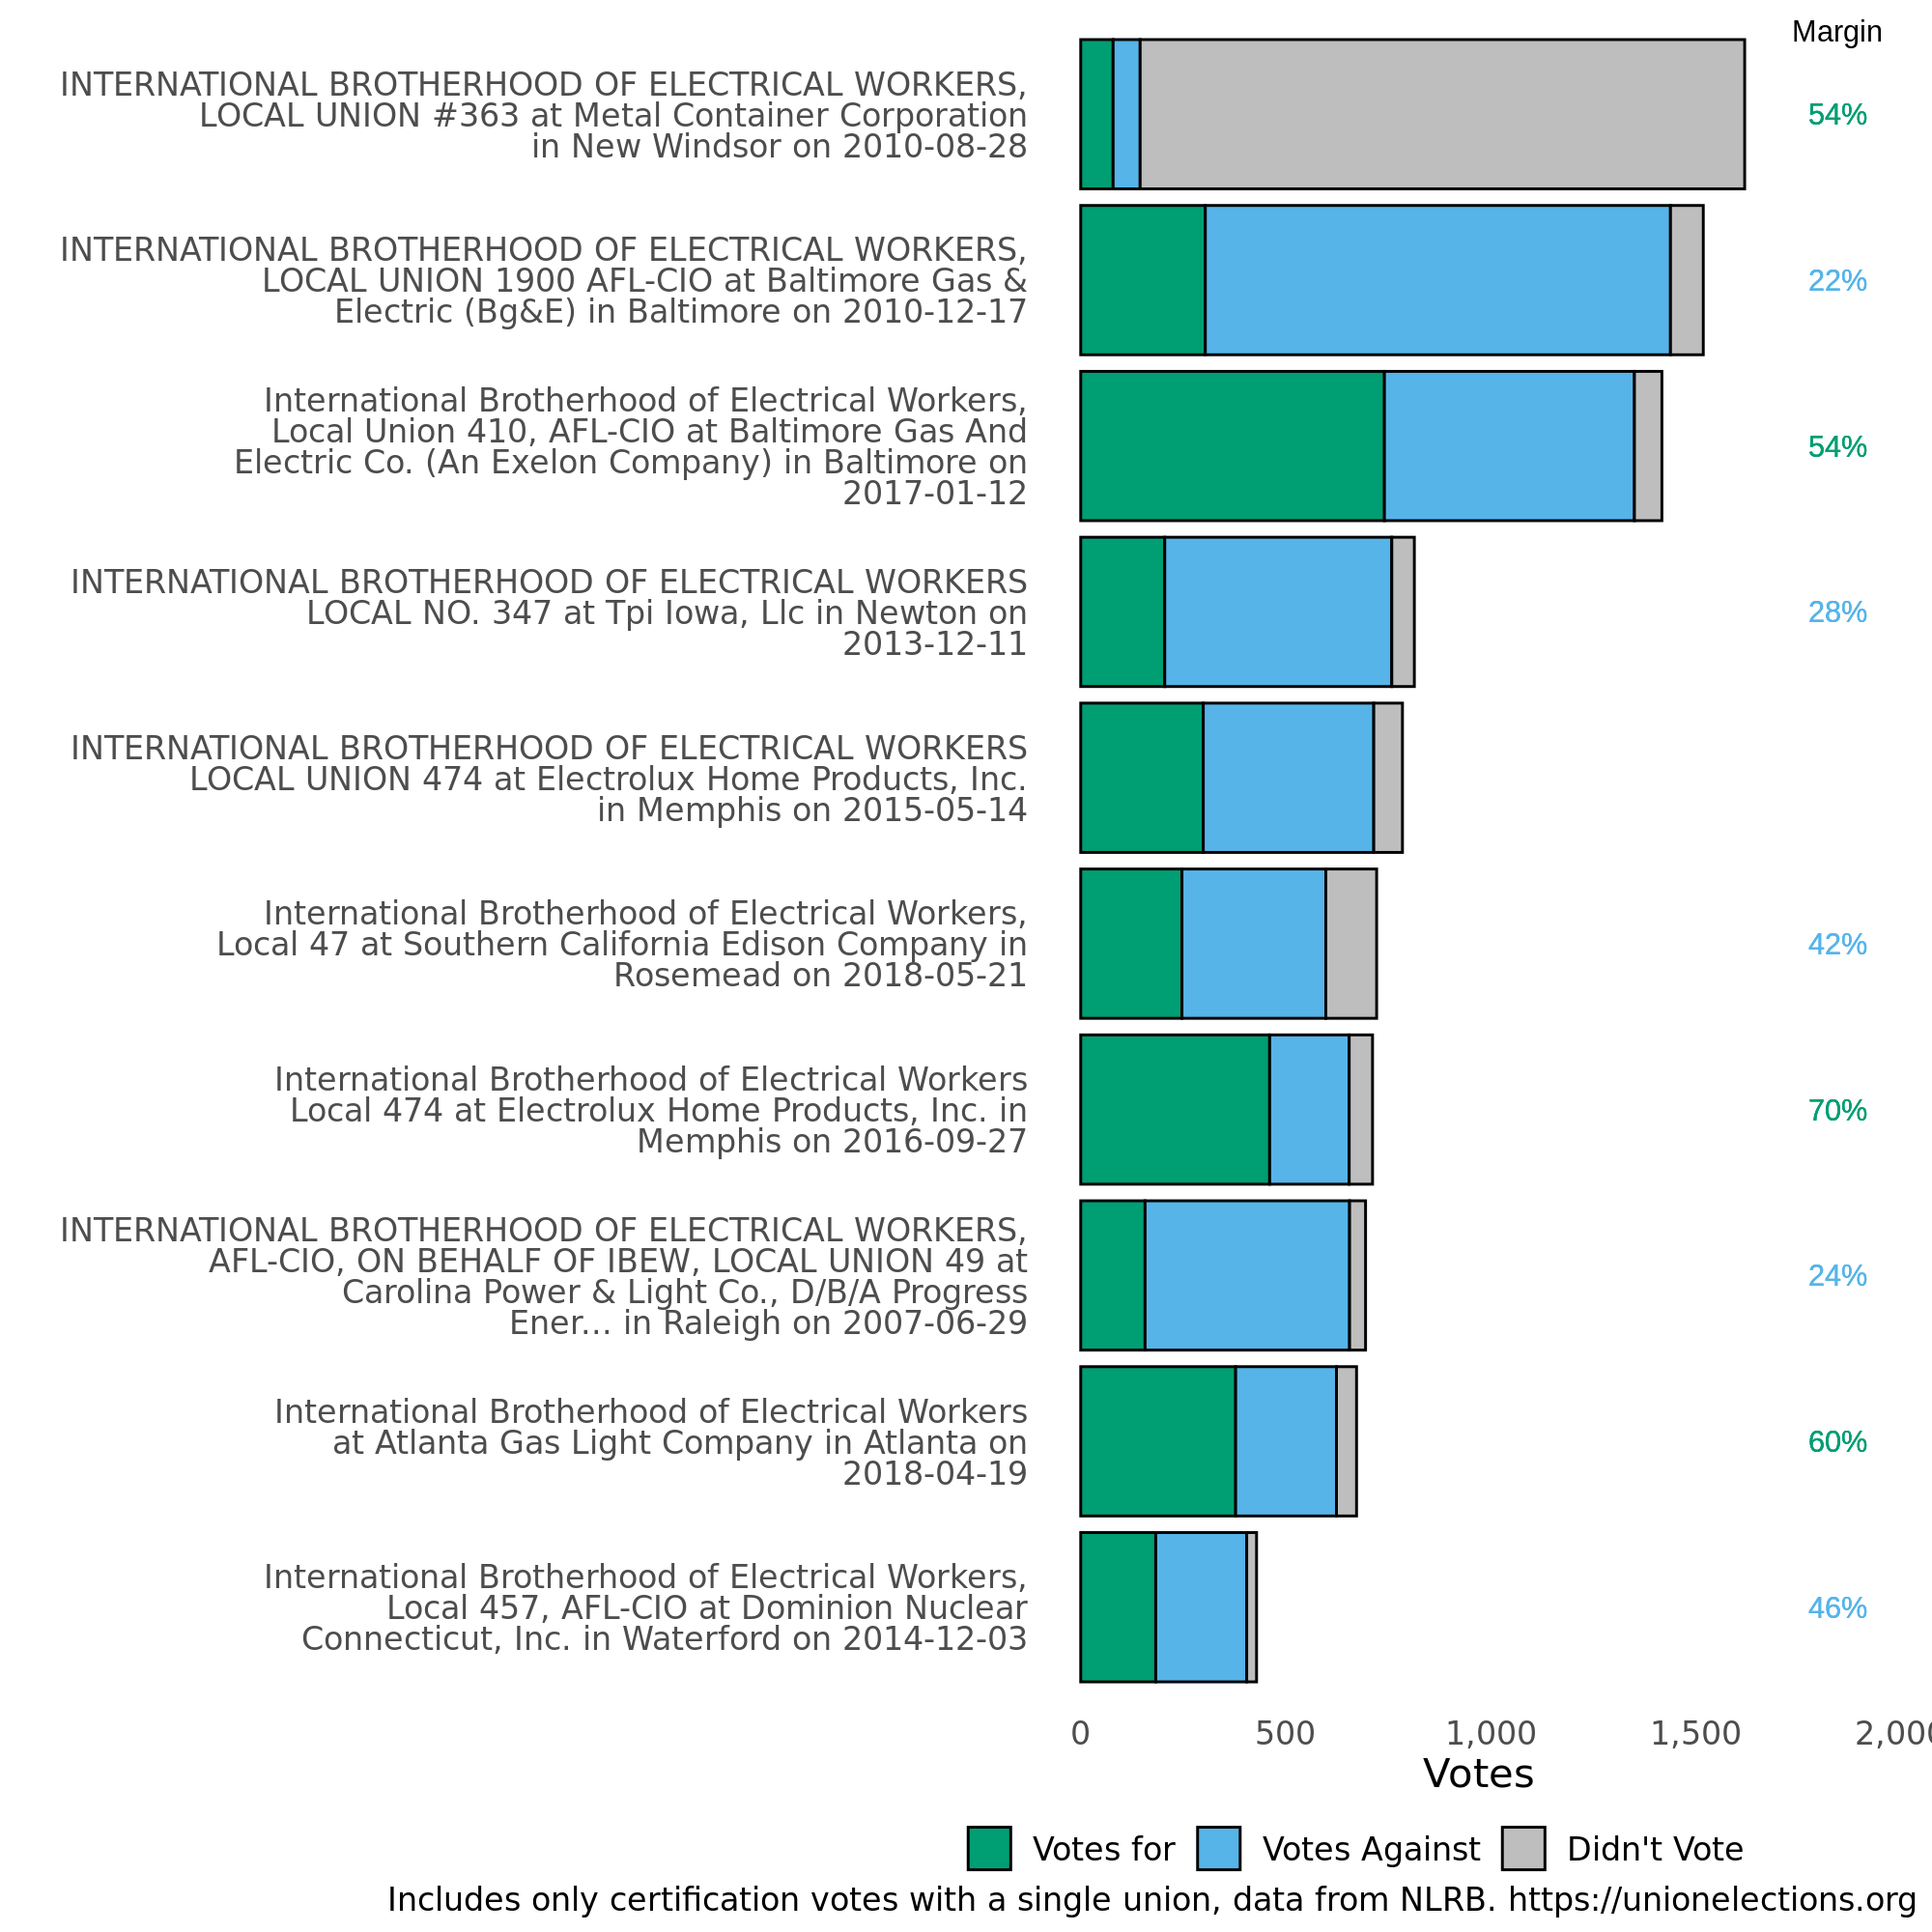 Margin
INTERNATIONAL BROTHERHOOD OF ELECTRICAL WORKERS,
LOCAL UNION #363 at Metal Container Corporation
in New Windsor on 2010-08-28
54%
INTERNATIONAL BROTHERHOOD OF ELECTRICAL WORKERS,
LOCAL UNION 1900 AFL-CIO at Baltimore Gas &
Electric (Bg&E) in Baltimore on 2010-12-17
22%
International Brotherhood of Electrical Workers,
Local Union 410, AFL-CIO at Baltimore Gas And
Electric Co. (An Exelon Company) in Baltimore on
2017-01-12
54%
INTERNATIONAL BROTHERHOOD OF ELECTRICAL WORKERS
LOCAL NO. 347 at Tpi Iowa, Llc in Newton on
2013-12-11
28%
INTERNATIONAL BROTHERHOOD OF ELECTRICAL WORKERS
LOCAL UNION 474 at Electrolux Home Products, Inc.
in Memphis on 2015-05-14
International Brotherhood of Electrical Workers,
Local 47 at Southern California Edison Company in
Rosemead on 2018-05-21
42%
International Brotherhood of Electrical Workers
Local 474 at Electrolux Home Products, Inc. in
Memphis on 2016-09-27
70%
INTERNATIONAL BROTHERHOOD OF ELECTRICAL WORKERS,
AFL-CIO, ON BEHALF OF IBEW, LOCAL UNION 49 at
Carolina Power & Light Co., D/B/A Progress
Ener... in Raleigh on 2007-06-29
24%
International Brotherhood of Electrical Workers
at Atlanta Gas Light Company in Atlanta on
2018-04-19
60%
International Brotherhood of Electrical Workers,
Local 457, AFL-CIO at Dominion Nuclear
Connecticut, Inc. in Waterford on 2014-12-03
46%
0 500 1,000 1,500
Votes
Votes for Votes Against Didn't Vote
Includes only certification votes with a single union, data from NLRB. https://unionelections.org